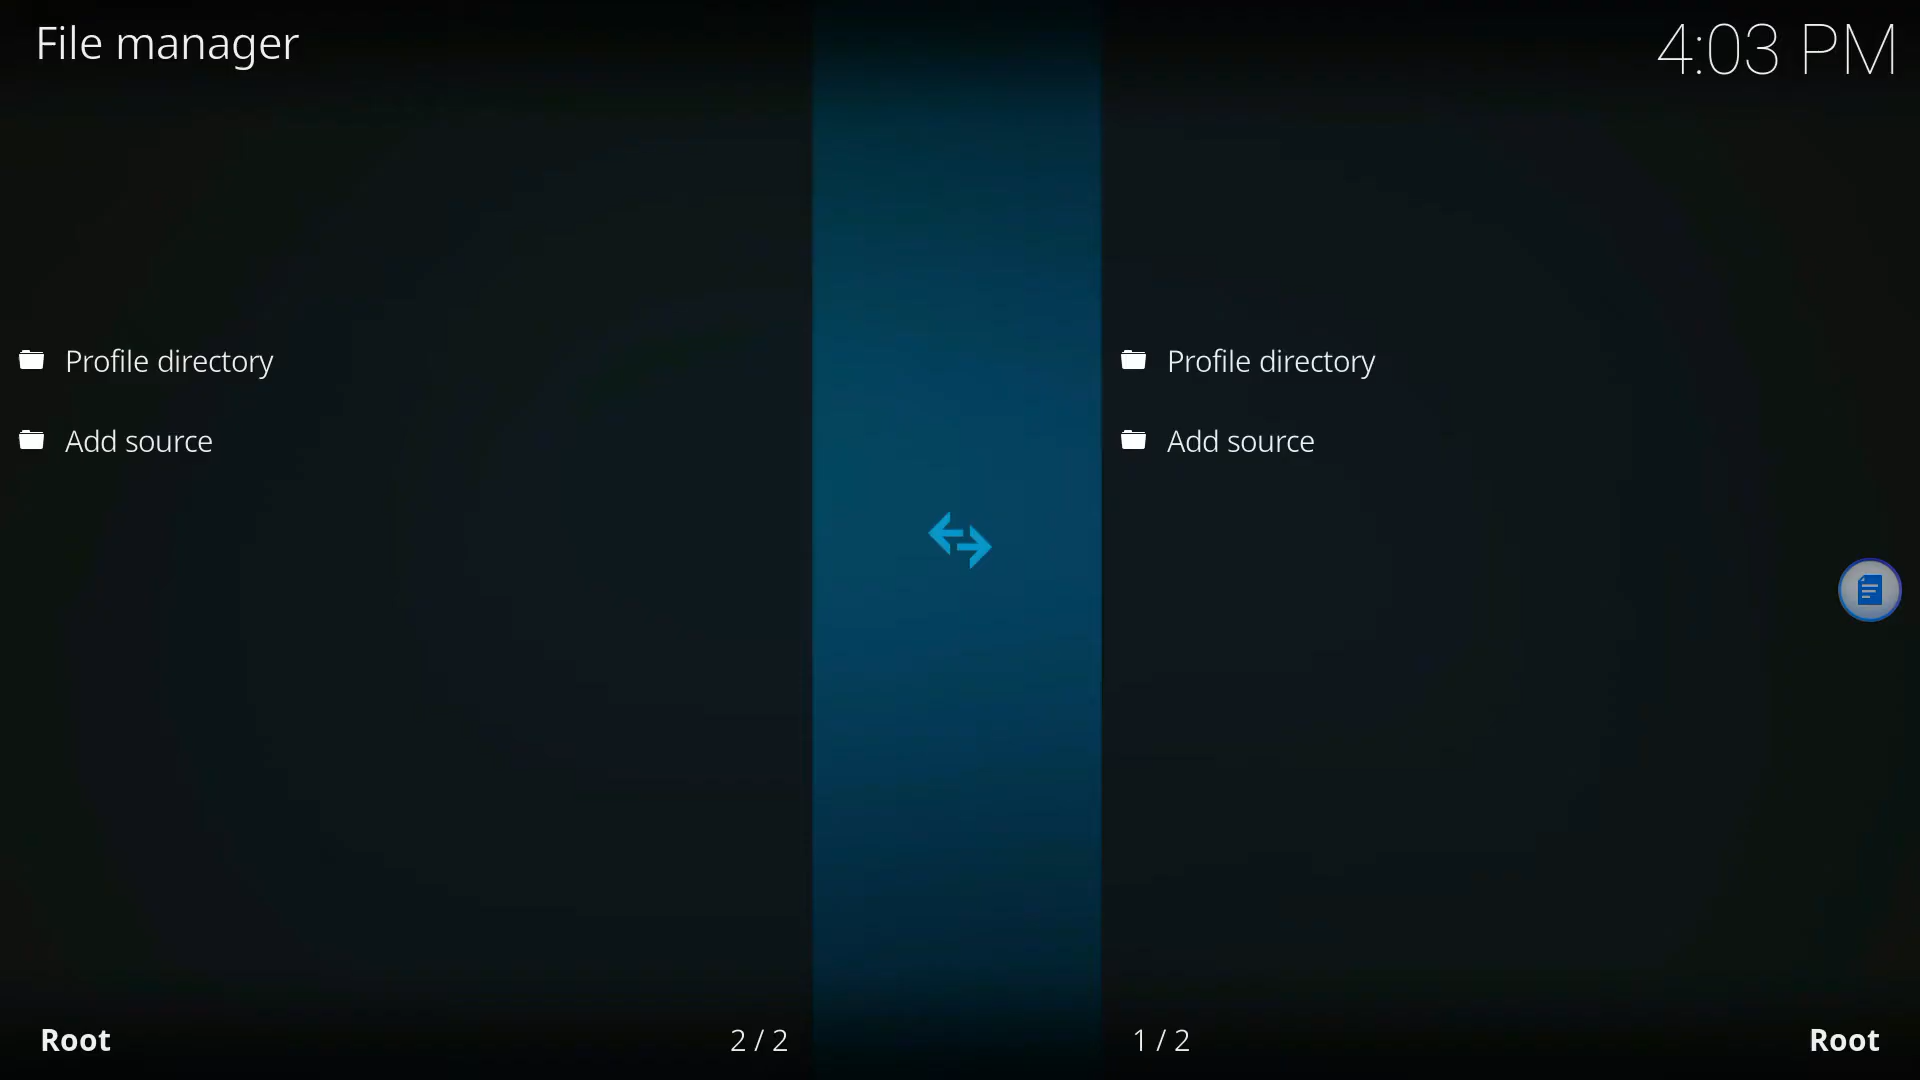 File manager
4:03 PM
Profile directory
Add source
Profile directory
Add source
Root
2 / 2
1 / 2
Root